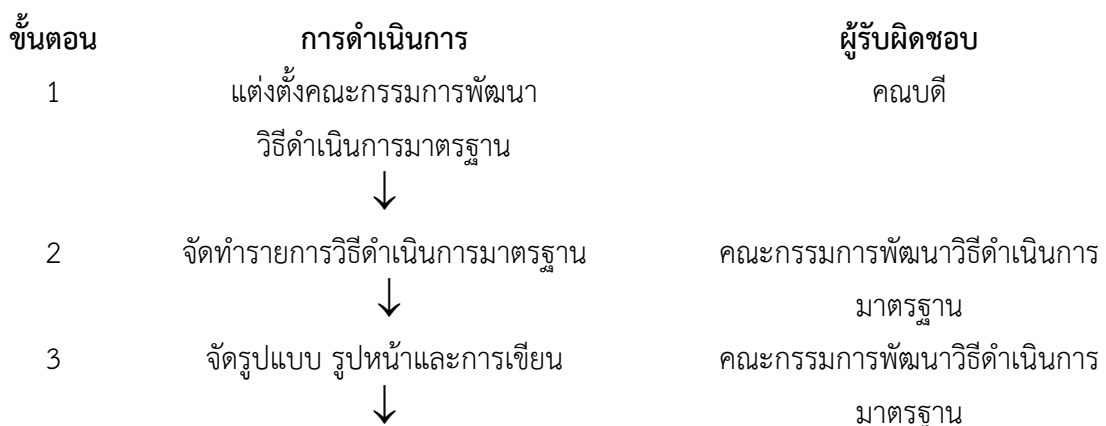 ขั้นตอน การดำเนินการ ผู้รับผิดชอบ
1 แต่งตั้งคณะกรรมการพัฒนา คณบดี
วิธีดำเนินการมาตรฐาน
↓
2 จัดทำรายการวิธีดำเนินการมาตรฐาน คณะกรรมการพัฒนาวิธีดำเนินการ
↓ มาตรฐาน
3 จัดรูปแบบ รูปหน้าและการเขียน คณะกรรมการพัฒนาวิธีดำเนินการ
↓ มาตรฐาน